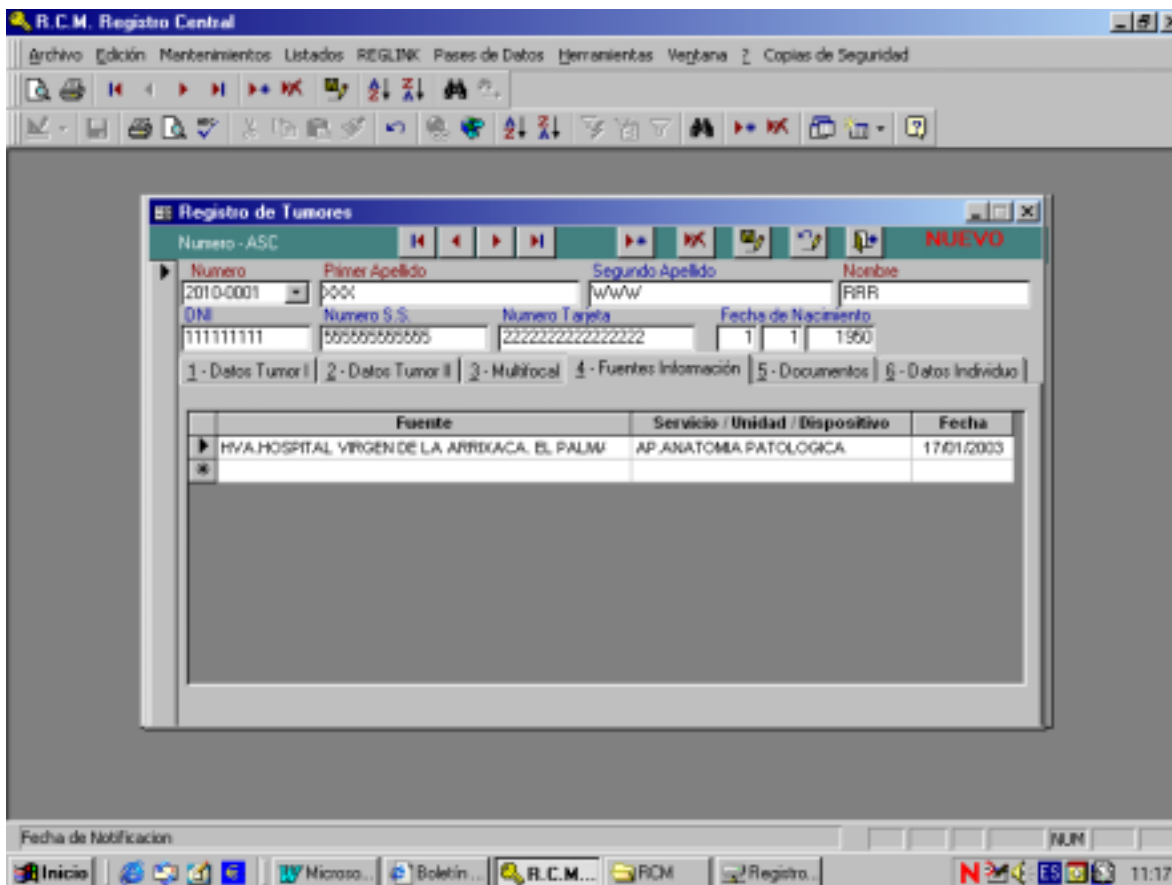 R.C.M. Registro Central
Archivo Edición Mantenimientos Listados REGLINK Pases de Datos Herramientas Ventana ? Copias de Seguridad
Registro de Tumores
Numero - ASC NUEVO
Numero Primer Apellido Segundo Apellido Nombre
2010-0001 XXX WWW RRR
DNI Numero S.S. Numero Tarjeta Fecha de Nacimiento
111111111 1 1 1950
1 - Datos Tumor I 2 - Datos Tumor II 3 - Multifocal 4 - Fuentes Información 5 - Documentos 6 - Datos Individuo
Fuente Servicio / Unidad / Dispositivo Fecha
HVA.HOSPITAL VIRGEN DE LA ARRIXACA. EL PALMA AP.ANATOMIA PATOLOGICA 17/01/2003
Fecha de Notificacion NUM
Inicio Microso... Boletín ... R.C.M... RCM Registro... ES 11:17